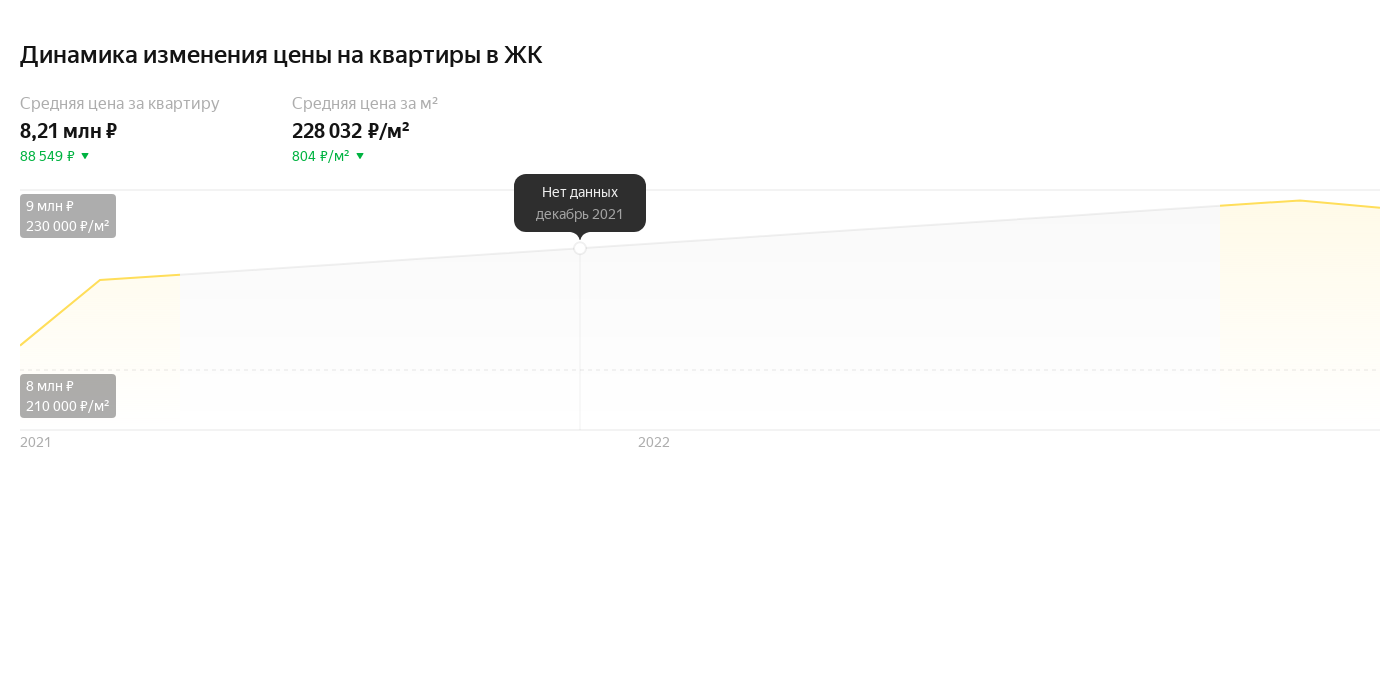 Динамика изменения цены на квартиры в ЖК
Средняя цена за квартиру
8,21 млн ₽
88 549 ₽ ▼
Средняя цена за м²
228 032 ₽/м²
804 ₽/м² ▼
Нет данных
декабрь 2021
9 млн ₽
230 000 ₽/м²
8 млн ₽
210 000 ₽/м²
2021
2022